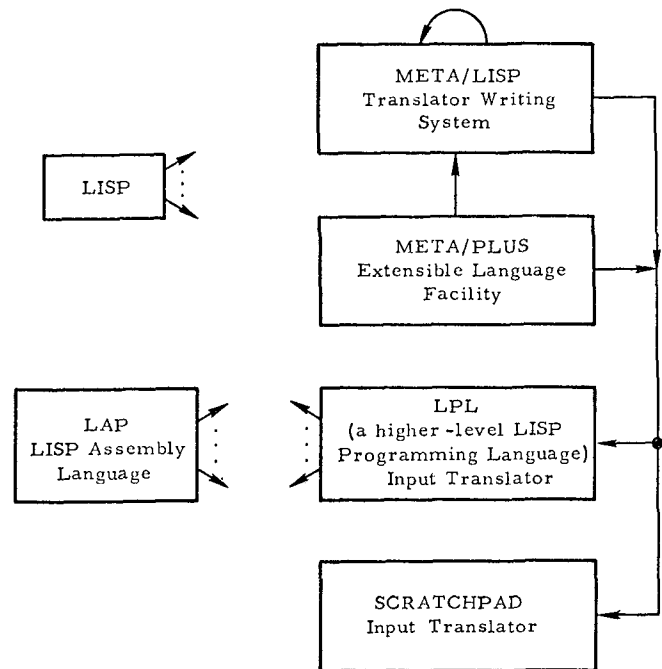 META/LISP
Translator Writing
System
LISP
META/PLUS
Extensible Language
Facility
LAP
LISP Assembly
Language
LPL
(a higher-level LISP
Programming Language)
Input Translator
SCRATCHPAD
Input Translator